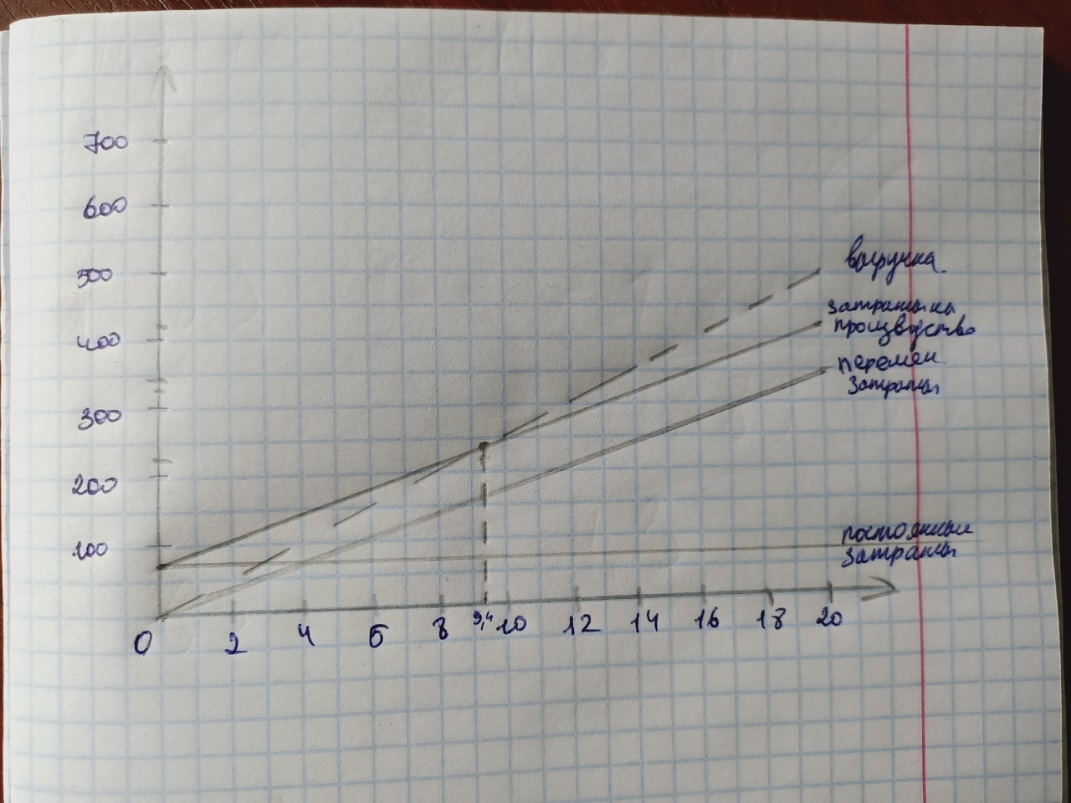 700
600
500
400
300
200
100
выручка
затраты на
производство
перемен.
затраты
постоянные
затраты
0 2 4 6 8 9,4 10 12 14 16 18 20